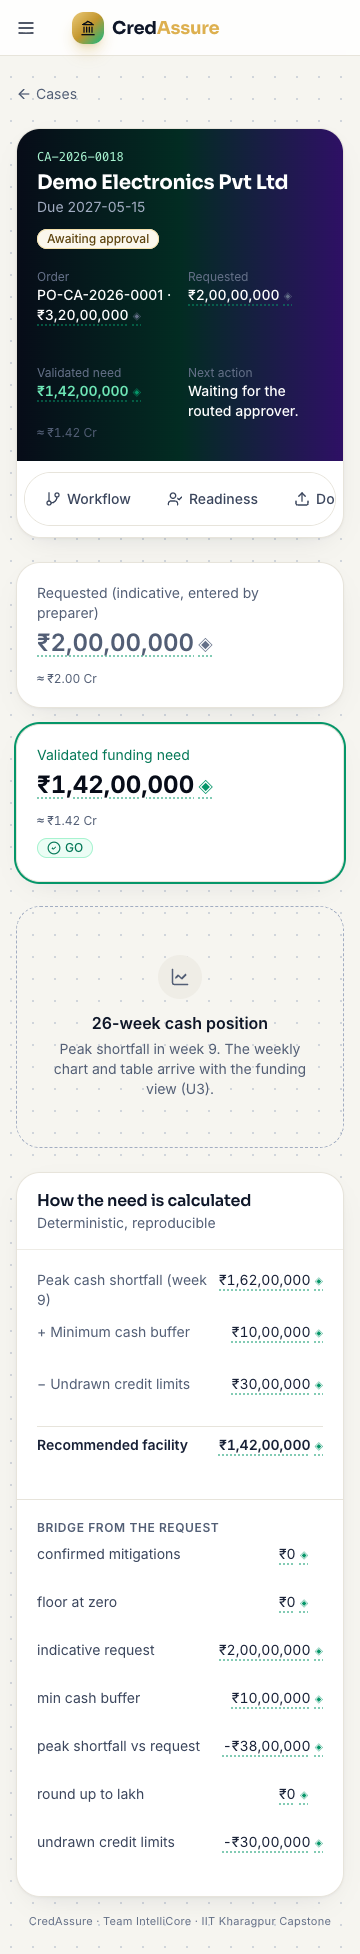 CredAssure
← Cases
CA-2026-0018
Demo Electronics Pvt Ltd
Due 2027-05-15
Awaiting approval
Order
PO-CA-2026-0001 ·
₹3,20,00,000
Requested
₹2,00,00,000
Validated need
₹1,42,00,000
≈ ₹1.42 Cr
Next action
Waiting for the
routed approver.
Workflow
Readiness
Do
Requested (indicative, entered by
preparer)
₹2,00,00,000
≈ ₹2.00 Cr
Validated funding need
₹1,42,00,000
≈ ₹1.42 Cr
GO
26-week cash position
Peak shortfall in week 9. The weekly
chart and table arrive with the funding
view (U3).
How the need is calculated
Deterministic, reproducible
Peak cash shortfall (week
9)
₹1,62,00,000
+ Minimum cash buffer ₹10,00,000
− Undrawn credit limits ₹30,00,000
Recommended facility ₹1,42,00,000
BRIDGE FROM THE REQUEST
confirmed mitigations ₹0
floor at zero ₹0
indicative request ₹2,00,00,000
min cash buffer ₹10,00,000
peak shortfall vs request -₹38,00,000
round up to lakh ₹0
undrawn credit limits -₹30,00,000
CredAssure · Team IntelliCore · IIT Kharagpur Capstone